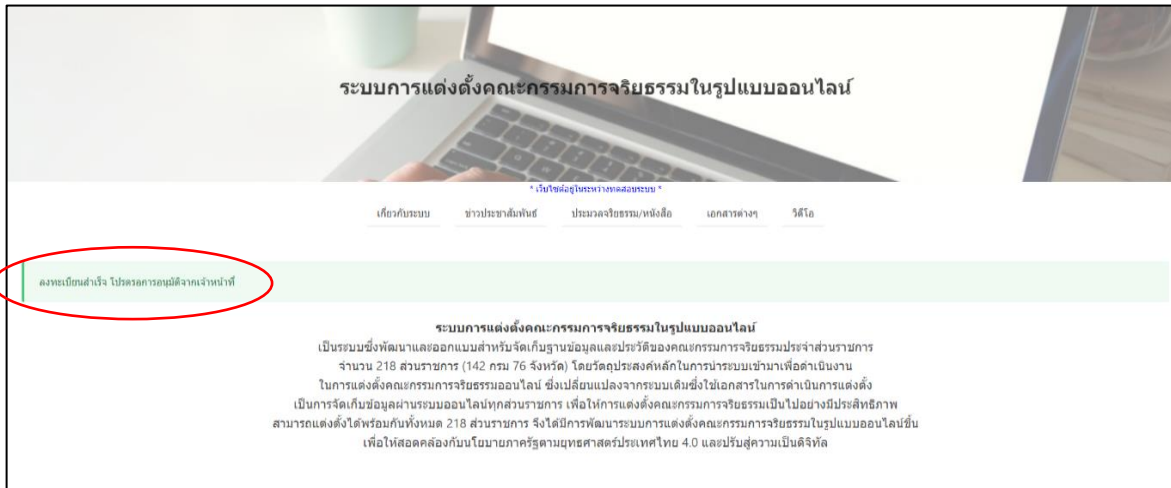 ระบบการแต่งตั้งคณะกรรมการจริยธรรมในรูปแบบออนไลน์
* เว็บไซต์อยู่ในระหว่างทดสอบระบบ *
เกี่ยวกับระบบ ข่าวประชาสัมพันธ์ ประมวลจริยธรรม/หนังสือ เอกสารต่างๆ วิดีโอ
ลงทะเบียนสำเร็จ โปรดรอการอนุมัติจากเจ้าหน้าที่
ระบบการแต่งตั้งคณะกรรมการจริยธรรมในรูปแบบออนไลน์
เป็นระบบซึ่งพัฒนาและออกแบบสำหรับจัดเก็บฐานข้อมูลและประวัติของคณะกรรมการจริยธรรมประจำส่วนราชการ
จำนวน 218 ส่วนราชการ (142 กรม 76 จังหวัด) โดยวัตถุประสงค์หลักในการนำระบบเข้ามาเพื่อดำเนินงาน
ในการแต่งตั้งคณะกรรมการจริยธรรมออนไลน์ ซึ่งเปลี่ยนแปลงจากระบบเดิมซึ่งใช้เอกสารในการดำเนินการแต่งตั้ง
เป็นการจัดเก็บข้อมูลผ่านระบบออนไลน์ทุกส่วนราชการ เพื่อให้การแต่งตั้งคณะกรรมการจริยธรรมเป็นไปอย่างมีประสิทธิภาพ
สามารถแต่งตั้งได้พร้อมกันทั้งหมด 218 ส่วนราชการ จึงได้มีการพัฒนาระบบการแต่งตั้งคณะกรรมการจริยธรรมในรูปแบบออนไลน์ขึ้น
เพื่อให้สอดคล้องกับนโยบายภาครัฐตามยุทธศาสตร์ประเทศไทย 4.0 และปรับสู่ความเป็นดิจิทัล